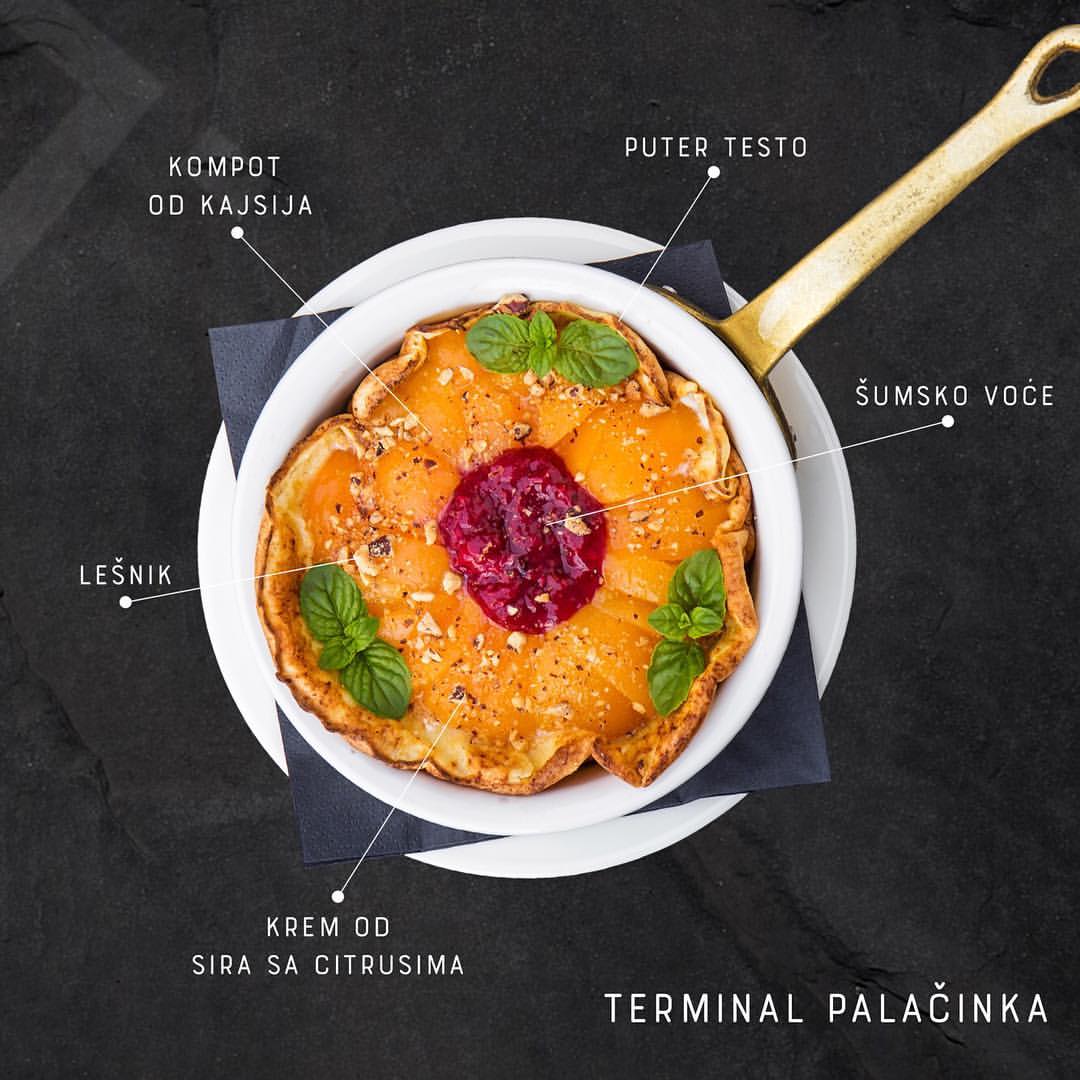 KOMPOT
OD KAJSIJA
PUTER TESTO
ŠUMSKO VOĆE
LEŠNIK
KREM OD
SIRA SA CITRUSIMA
TERMINAL PALAČINKA